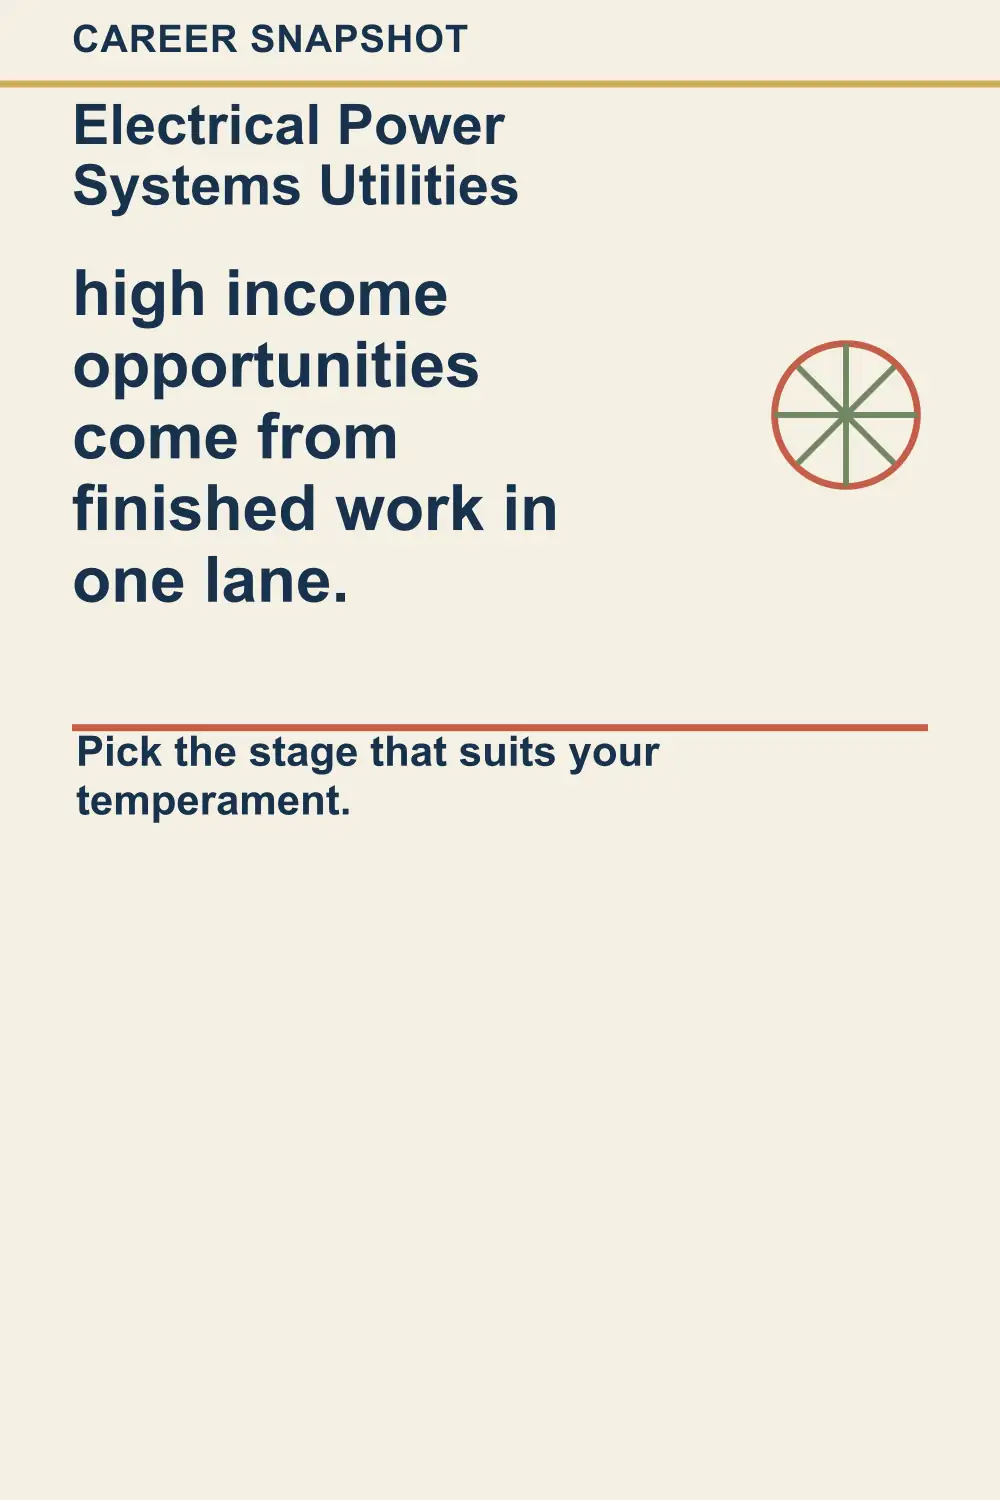 CAREER SNAPSHOT
Electrical Power
Systems Utilities
high income
opportunities
come from
finished work in
one lane.
Pick the stage that suits your
temperament.